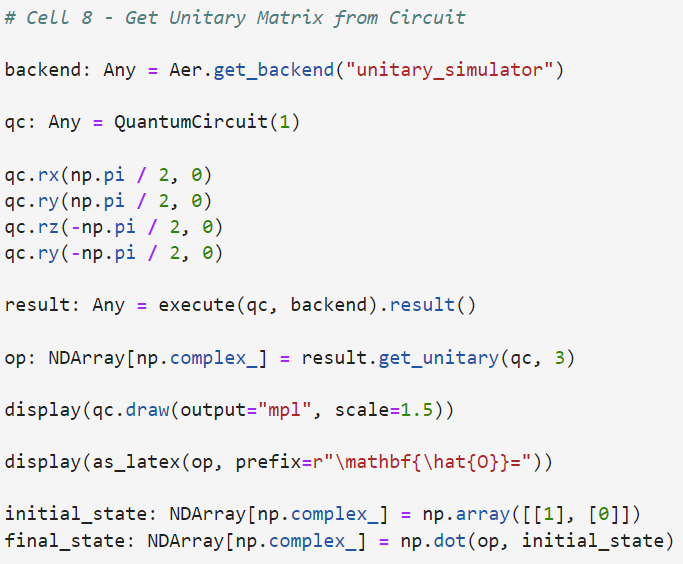 # Cell 8 - Get Unitary Matrix from Circuit
backend: Any = Aer.get_backend("unitary_simulator")
qc: Any = QuantumCircuit(1)
qc.rx(np.pi / 2, 0)
qc.ry(np.pi / 2, 0)
qc.rz(-np.pi / 2, 0)
qc.ry(-np.pi / 2, 0)
result: Any = execute(qc, backend).result()
op: NDArray[np.complex_] = result.get_unitary(qc, 3)
display(qc.draw(output="mpl", scale=1.5))
display(as_latex(op, prefix=r"\mathbf{\hat{O}}="))
initial_state: NDArray[np.complex_] = np.array([[1], [0]])
final_state: NDArray[np.complex_] = np.dot(op, initial_state)